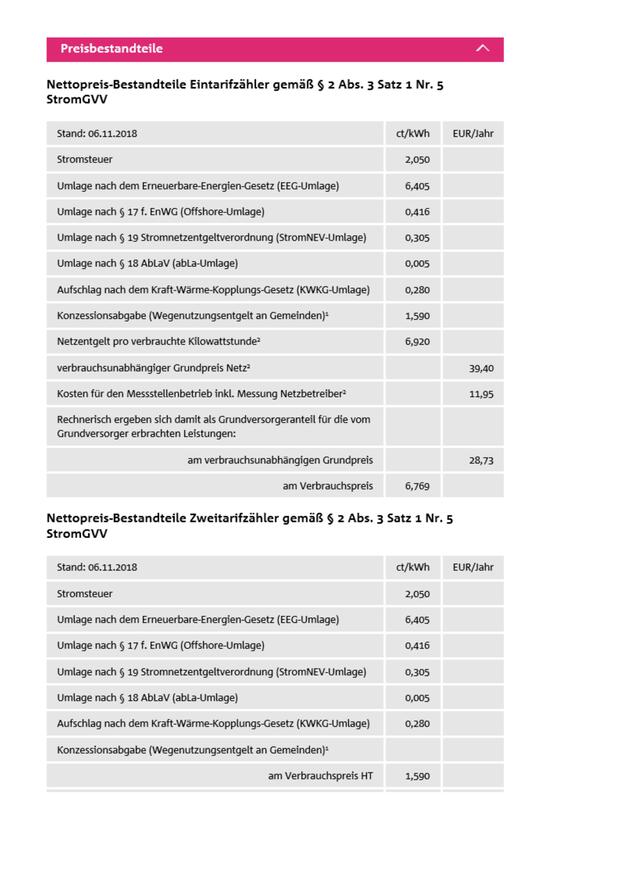 Preisbestandteile
Nettopreis-Bestandteile Eintarifzähler gemäß § 2 Abs. 3 Satz 1 Nr. 5
StromGVV
Stand: 06.11.2018 ct/kWh EUR/Jahr
Stromsteuer 2,050
Umlage nach dem Erneuerbare-Energien-Gesetz (EEG-Umlage) 6,405
Umlage nach § 17 f. EnWG (Offshore-Umlage) 0,416
Umlage nach § 19 Stromnetzentgeltverordnung (StromNEV-Umlage) 0,305
Umlage nach § 18 AbLaV (abLa-Umlage) 0,005
Aufschlag nach dem Kraft-Wärme-Kopplungs-Gesetz (KWKG-Umlage) 0,280
Konzessionsabgabe (Wegenutzungsentgelt an Gemeinden)¹ 1,590
Netzentgelt pro verbrauchte Kilowattstunde² 6,920
verbrauchsunabhängiger Grundpreis Netz² 39,40
Kosten für den Messstellenbetrieb inkl. Messung Netzbetreiber² 11,95
Rechnerisch ergeben sich damit als Grundversorgeranteil für die vom
Grundversorger erbrachten Leistungen:
am verbrauchsunabhängigen Grundpreis 28,73
am Verbrauchspreis 6,769
Nettopreis-Bestandteile Zweitarifzähler gemäß § 2 Abs. 3 Satz 1 Nr. 5
StromGVV
Stand: 06.11.2018 ct/kWh EUR/Jahr
Stromsteuer 2,050
Umlage nach dem Erneuerbare-Energien-Gesetz (EEG-Umlage) 6,405
Umlage nach § 17 f. EnWG (Offshore-Umlage) 0,416
Umlage nach § 19 Stromnetzentgeltverordnung (StromNEV-Umlage) 0,305
Umlage nach § 18 AbLaV (abLa-Umlage) 0,005
Aufschlag nach dem Kraft-Wärme-Kopplungs-Gesetz (KWKG-Umlage) 0,280
Konzessionsabgabe (Wegenutzungsentgelt an Gemeinden)¹
am Verbrauchspreis HT 1,590